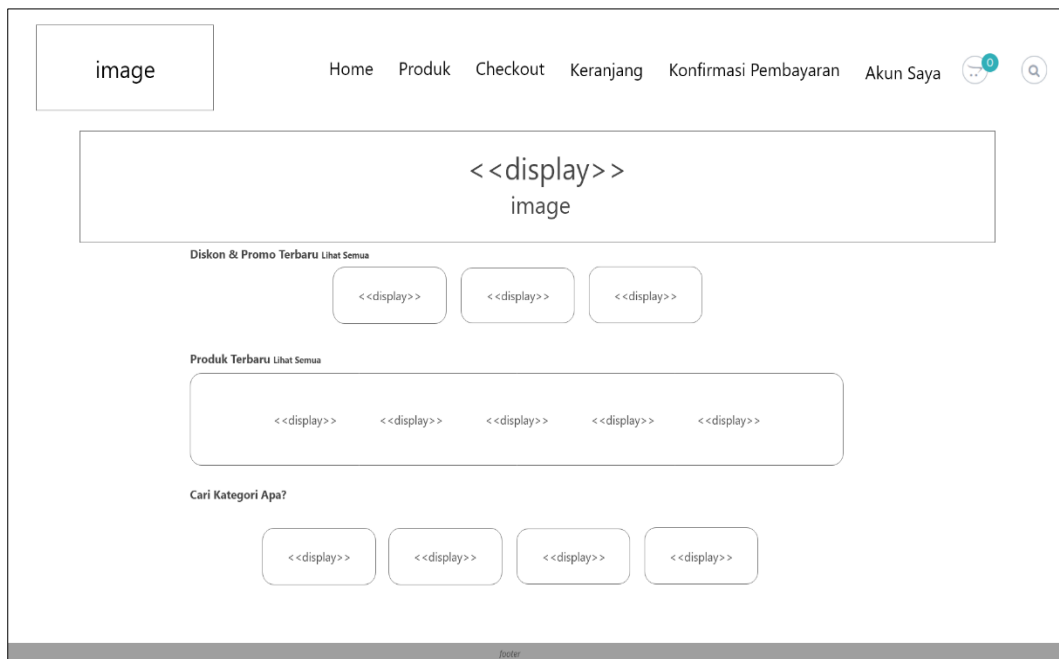 image
Home Produk Checkout Keranjang Konfirmasi Pembayaran Akun Saya 0
<<display>>
image
Diskon & Promo Terbaru Lihat Semua
<<display>> <<display>> <<display>>
Produk Terbaru Lihat Semua
<<display>> <<display>> <<display>> <<display>> <<display>>
Cari Kategori Apa?
<<display>> <<display>> <<display>> <<display>>
footer